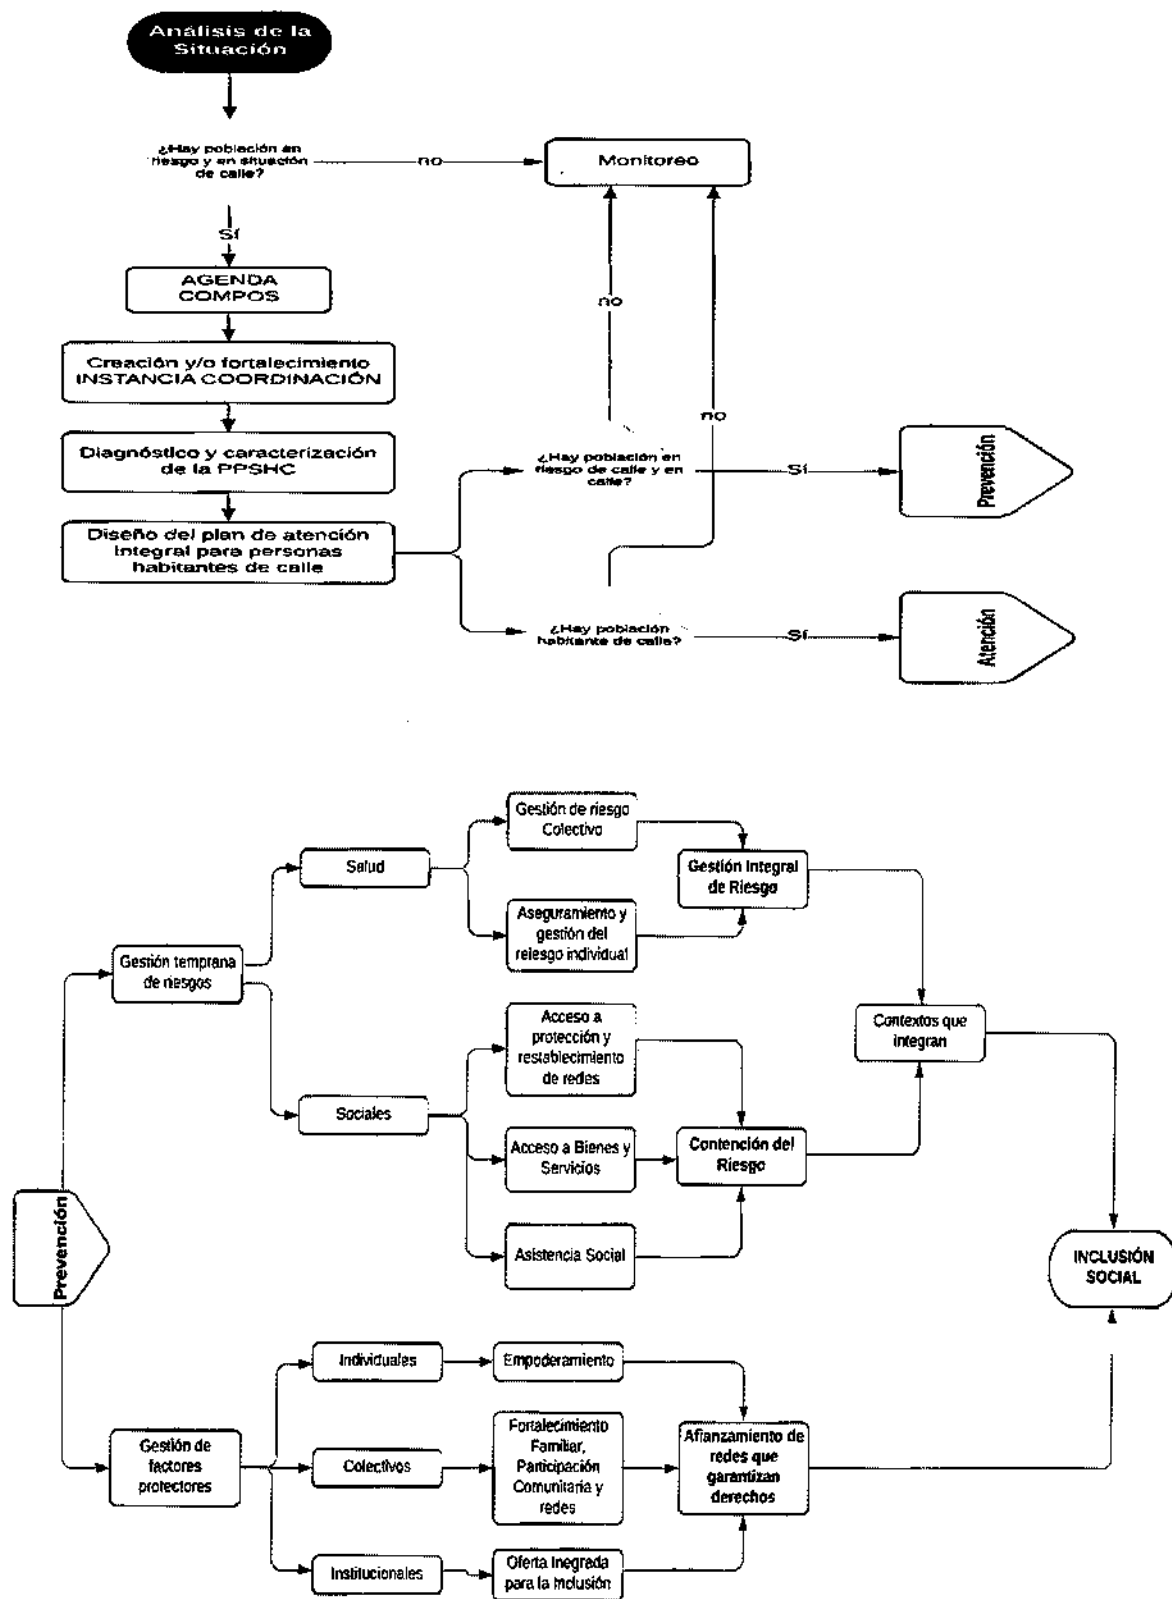 Análisis de la
Situación
¿Hay población en
riesgo y en situación
de calle?
no
Monitoreo
Sí
AGENDA
COMPOS
no
Creación y/o fortalecimiento
INSTANCIA COORDINACIÓN
no
Diagnóstico y caracterización
de la PPSHC
¿Hay población en
riesgo de calle y en
calle?
Sí
Prevención
Diseño del plan de atención
Integral para personas
habitantes de calle
¿Hay población
habitante de calle?
Sí
Atención
Gestión de riesgo
Colectivo
Salud
Gestión Integral
de Riesgo
Aseguramiento y
gestión del
reiesgo individual
Gestión temprana
de riesgos
Acceso a
protección y
restablecimiento
de redes
Contextos que
integran
Sociales
Acceso a Bienes y
Servicios
Contención del
Riesgo
Asistencia Social
Prevención
INCLUSIÓN
SOCIAL
Individuales
Empoderamiento
Gestión de
factores
protectores
Colectivos
Fortalecimiento
Familiar,
Participación
Comunitaria y
redes
Afianzamiento de
redes que
garantizan
derechos
Institucionales
Oferta Inegrada
para la Inclusión